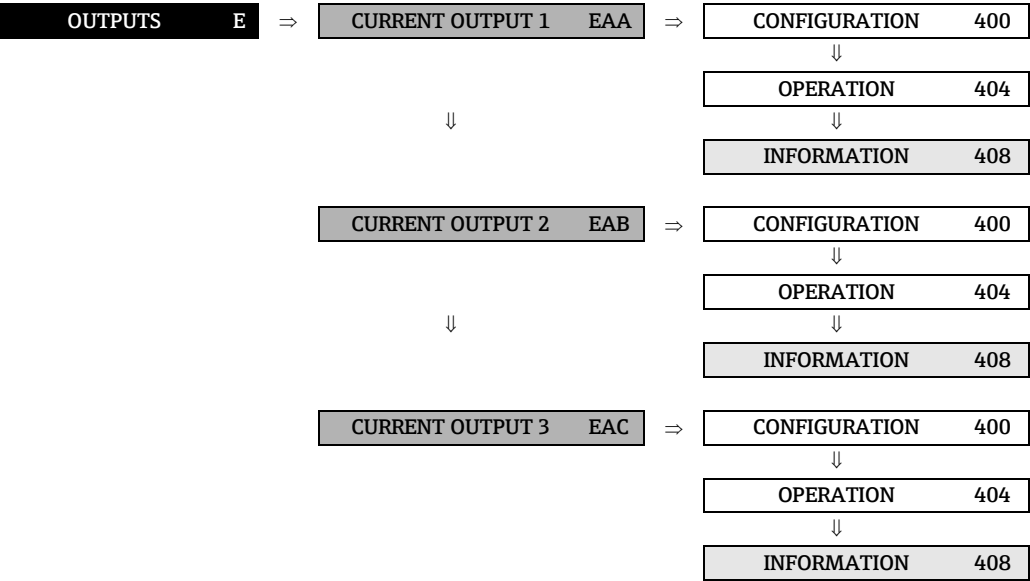 OUTPUTS E ⇒ CURRENT OUTPUT 1 EAA ⇒ CONFIGURATION 400
⇓
OPERATION 404
⇓ ⇓
INFORMATION 408
CURRENT OUTPUT 2 EAB ⇒ CONFIGURATION 400
⇓
OPERATION 404
⇓ ⇓
INFORMATION 408
CURRENT OUTPUT 3 EAC ⇒ CONFIGURATION 400
⇓
OPERATION 404
⇓
INFORMATION 408